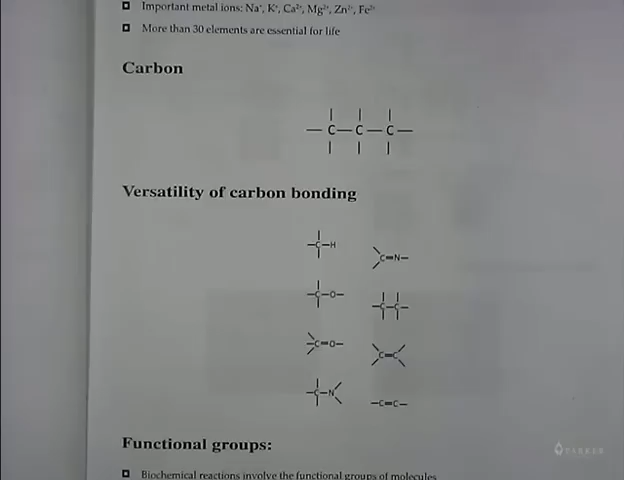 Important metal ions: Na⁺, K⁺, Ca²⁺, Mg²⁺, Zn²⁺, Fe²⁺
More than 30 elements are essential for life
Carbon
— C — C — C —
Versatility of carbon bonding
–C–H
C=N–
–C–O–
–C–C–
C=O–
C=C
–C–N
–C≡C–
Functional groups:
Biochemical reactions involve the functional groups of molecules
PARKER